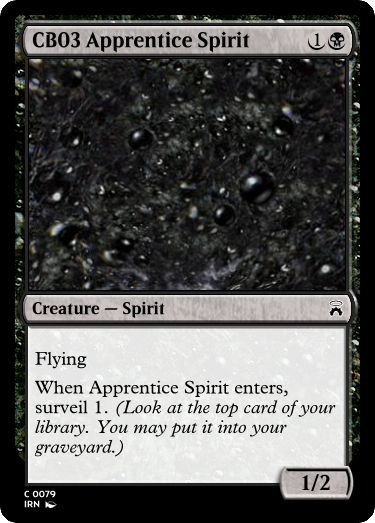 CB03 Apprentice Spirit 1
Creature — Spirit
Flying
When Apprentice Spirit enters,
surveil 1. (Look at the top card of your
library. You may put it into your
graveyard.)
1/2
C 0079
IRN